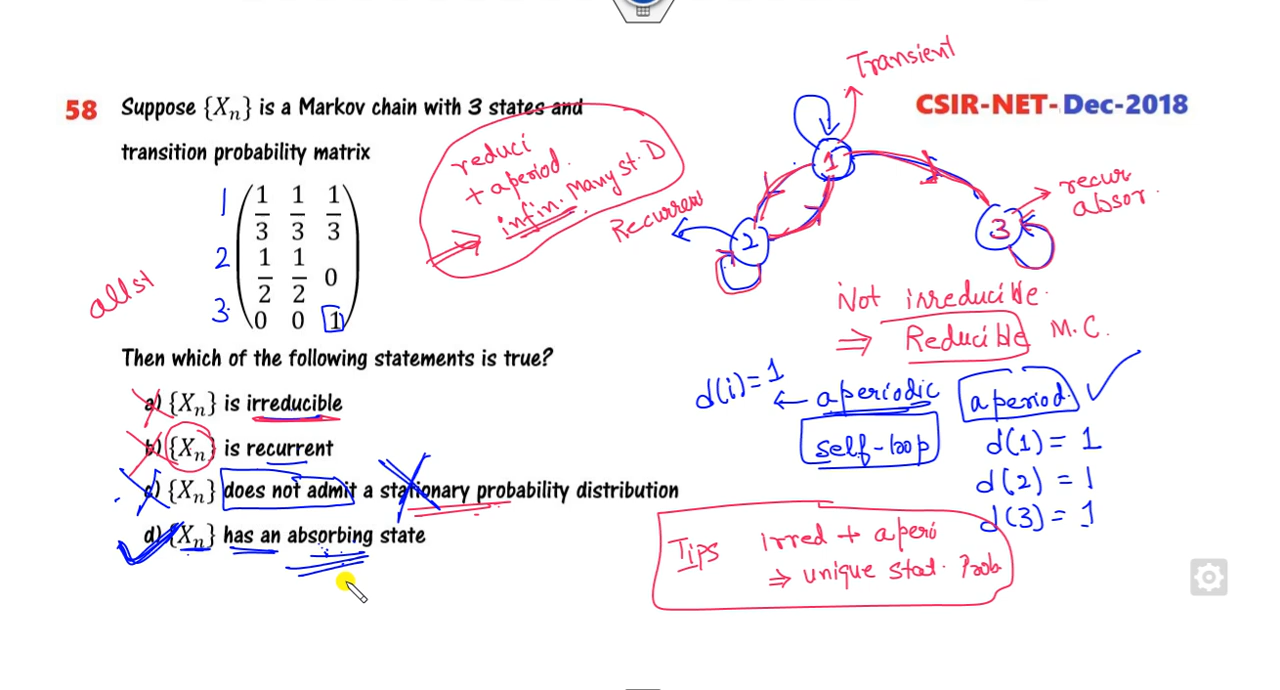 58 Suppose {Xₙ} is a Markov chain with 3 states and
transition probability matrix
1 1/3 1/3 1/3
2 1/2 1/2 0
3. 0 0 1
allst
reduci
+ aperiod.
infin. Many st. D
Then which of the following statements is true?
a) {Xₙ} is irreducible
b) {Xₙ} is recurrent
c) {Xₙ} does not admit a stationary probability distribution
d) {Xₙ} has an absorbing state
Transient
CSIR-NET-Dec-2018
1
2
3
Recurren
recur
absor.
Not irreducible.
⇒ Reducible M.C.
d(i)=1 ← aperiodic
self-loop
aperiod.
d(1) = 1
d(2) = 1
d(3) = 1
Tips irred + aperi
⇒ unique stat. Prob